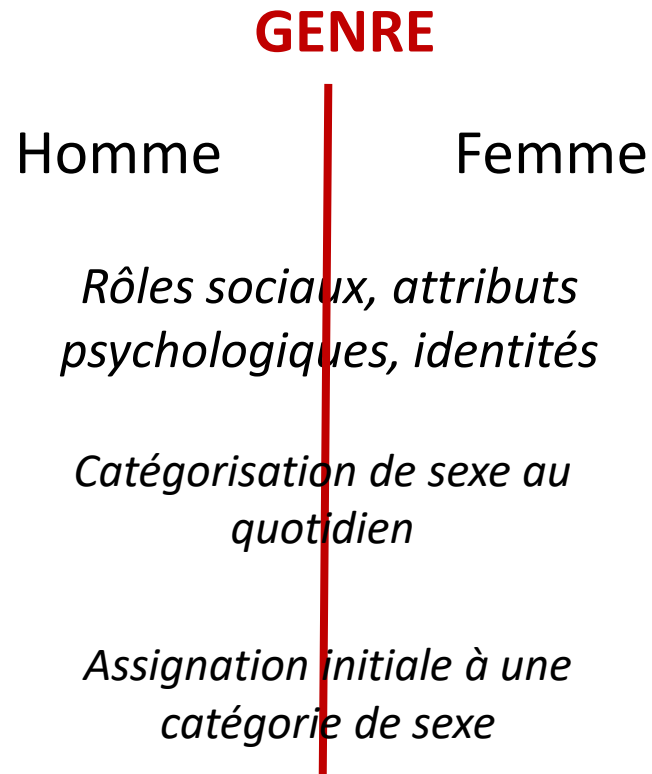 GENRE
Homme Femme
Rôles sociaux, attributs
psychologiques, identités
Catégorisation de sexe au
quotidien
Assignation initiale à une
catégorie de sexe